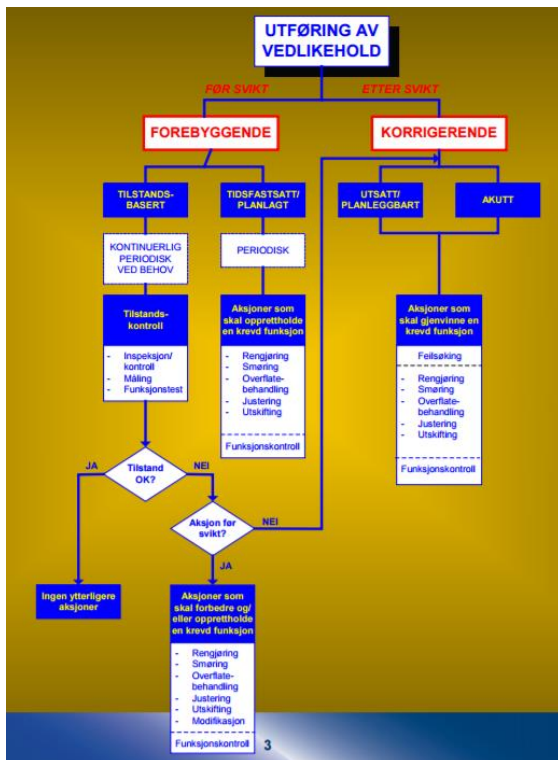 UTFØRING AV
VEDLIKEHOLD
FØR SVIKT
ETTER SVIKT
FOREBYGGENDE
KORRIGERENDE
TILSTANDS-
BASERT
TIDSFASTSATT/
PLANLAGT
UTSATT/
PLANLEGGBART
AKUTT
KONTINUERLIG
PERIODISK
VED BEHOV
PERIODISK
Tilstands-
kontroll
- Inspeksjon/
kontroll
- Måling
- Funksjonstest
Aksjoner som
skal opprettholde
en krevd funksjon
- Rengjøring
- Smøring
- Overflate-
behandling
- Justering
- Utskifting
Funksjonskontroll
Aksjoner som
skal gjenvinne en
krevd funksjon
Feilsøking
- Rengjøring
- Smøring
- Overflate-
behandling
- Justering
- Utskifting
Funksjonskontroll
JA
Tilstand
OK?
NEI
Aksjon før
svikt?
NEI
JA
Ingen ytterligere
aksjoner
Aksjoner som
skal forbedre og/
eller opprettholde
en krevd funksjon
- Rengjøring
- Smøring
- Overflate-
behandling
- Justering
- Utskifting
- Modifikasjon
Funksjonskontroll
3